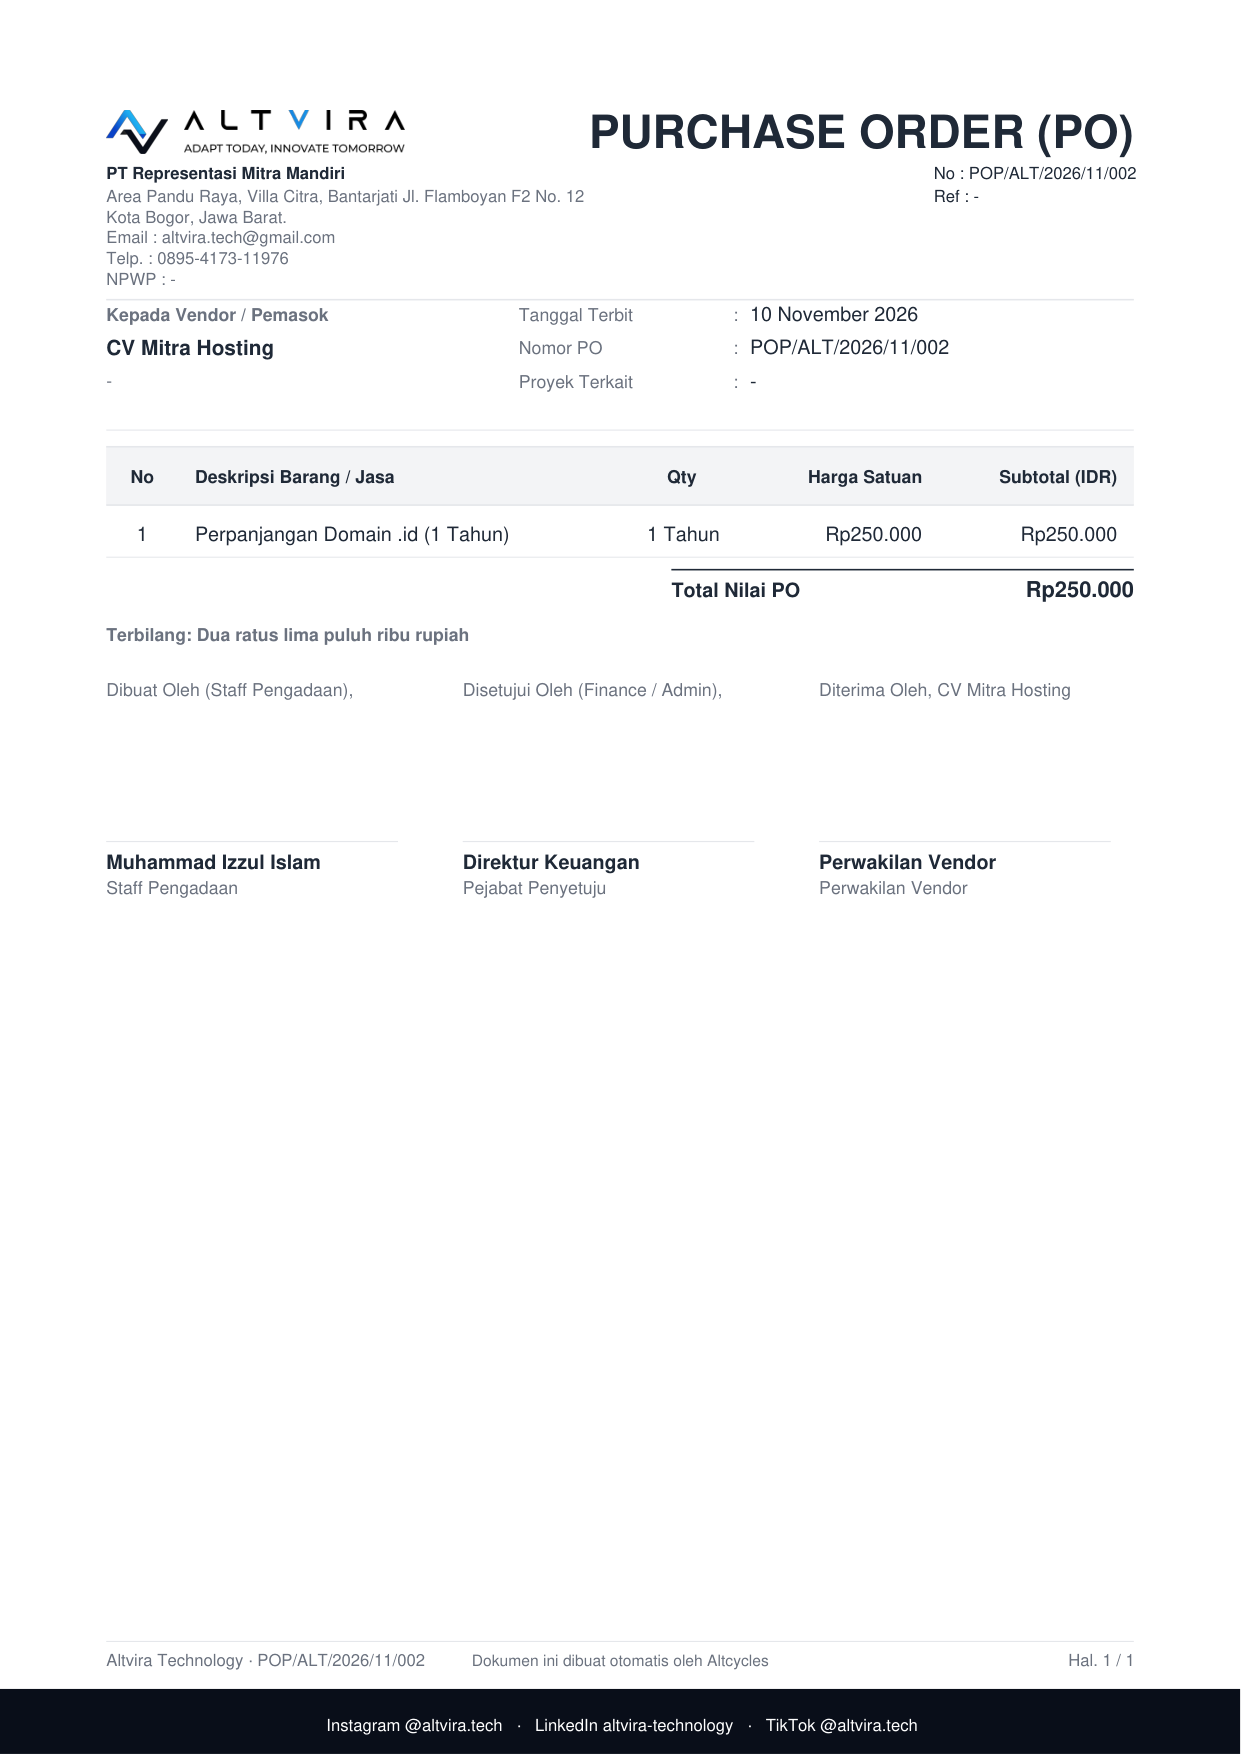 ALTVIRA
ADAPT TODAY, INNOVATE TOMORROW
PURCHASE ORDER (PO)
PT Representasi Mitra Mandiri
No : POP/ALT/2026/11/002
Area Pandu Raya, Villa Citra, Bantarjati Jl. Flamboyan F2 No. 12
Ref : -
Kota Bogor, Jawa Barat.
Email : altvira.tech@gmail.com
Telp. : 0895-4173-11976
NPWP : -
Kepada Vendor / Pemasok
Tanggal Terbit : 10 November 2026
CV Mitra Hosting
Nomor PO : POP/ALT/2026/11/002
-
Proyek Terkait : -
No Deskripsi Barang / Jasa Qty Harga Satuan Subtotal (IDR)
1 Perpanjangan Domain .id (1 Tahun) 1 Tahun Rp250.000 Rp250.000
Total Nilai PO Rp250.000
Terbilang: Dua ratus lima puluh ribu rupiah
Dibuat Oleh (Staff Pengadaan), Disetujui Oleh (Finance / Admin), Diterima Oleh, CV Mitra Hosting
Muhammad Izzul Islam Direktur Keuangan Perwakilan Vendor
Staff Pengadaan Pejabat Penyetuju Perwakilan Vendor
Altvira Technology · POP/ALT/2026/11/002 Dokumen ini dibuat otomatis oleh Altcycles Hal. 1 / 1
Instagram @altvira.tech · LinkedIn altvira-technology · TikTok @altvira.tech